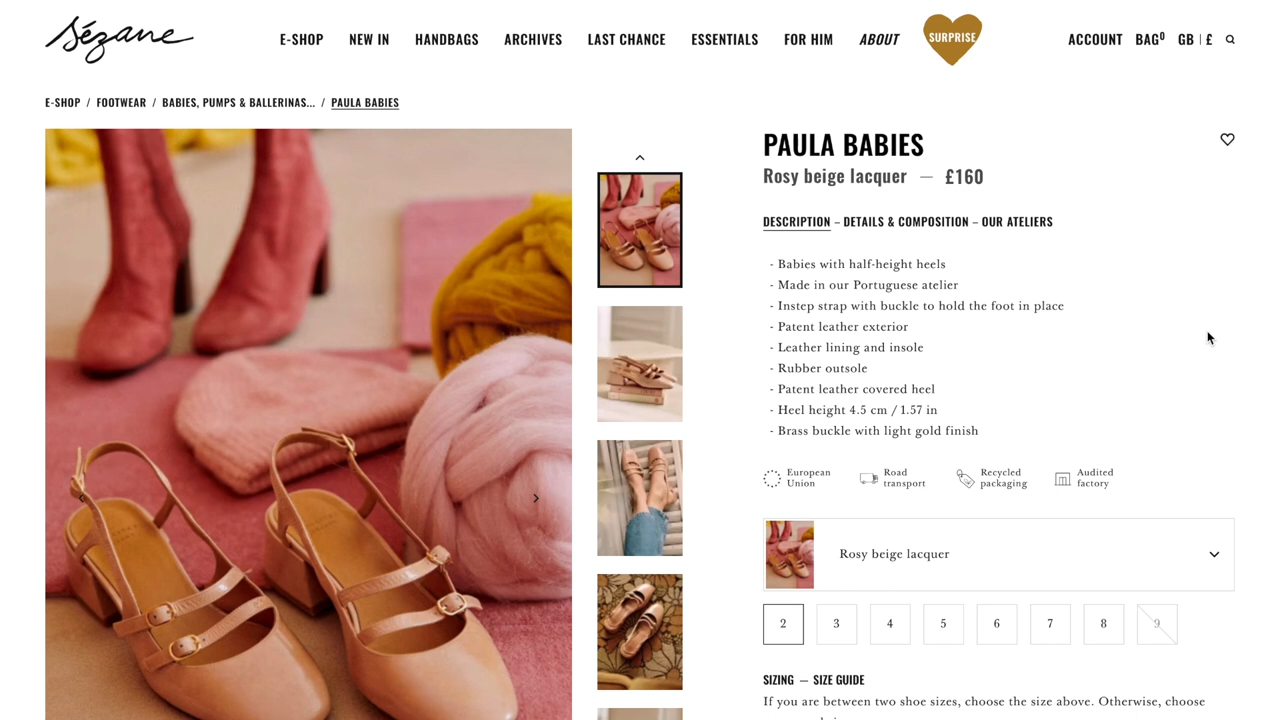 Sézane
E-SHOP NEW IN HANDBAGS ARCHIVES LAST CHANCE ESSENTIALS FOR HIM ABOUT SURPRISE ACCOUNT BAG0 GB | £
E-SHOP / FOOTWEAR / BABIES, PUMPS & BALLERINAS... / PAULA BABIES
PAULA BABIES
Rosy beige lacquer — £160
DESCRIPTION – DETAILS & COMPOSITION – OUR ATELIERS
- Babies with half-height heels
- Made in our Portuguese atelier
- Instep strap with buckle to hold the foot in place
- Patent leather exterior
- Leather lining and insole
- Rubber outsole
- Patent leather covered heel
- Heel height 4.5 cm / 1.57 in
- Brass buckle with light gold finish
European Union
Road transport
Recycled packaging
Audited factory
Rosy beige lacquer
2 3 4 5 6 7 8 9
SIZING — SIZE GUIDE
If you are between two shoe sizes, choose the size above. Otherwise, choose